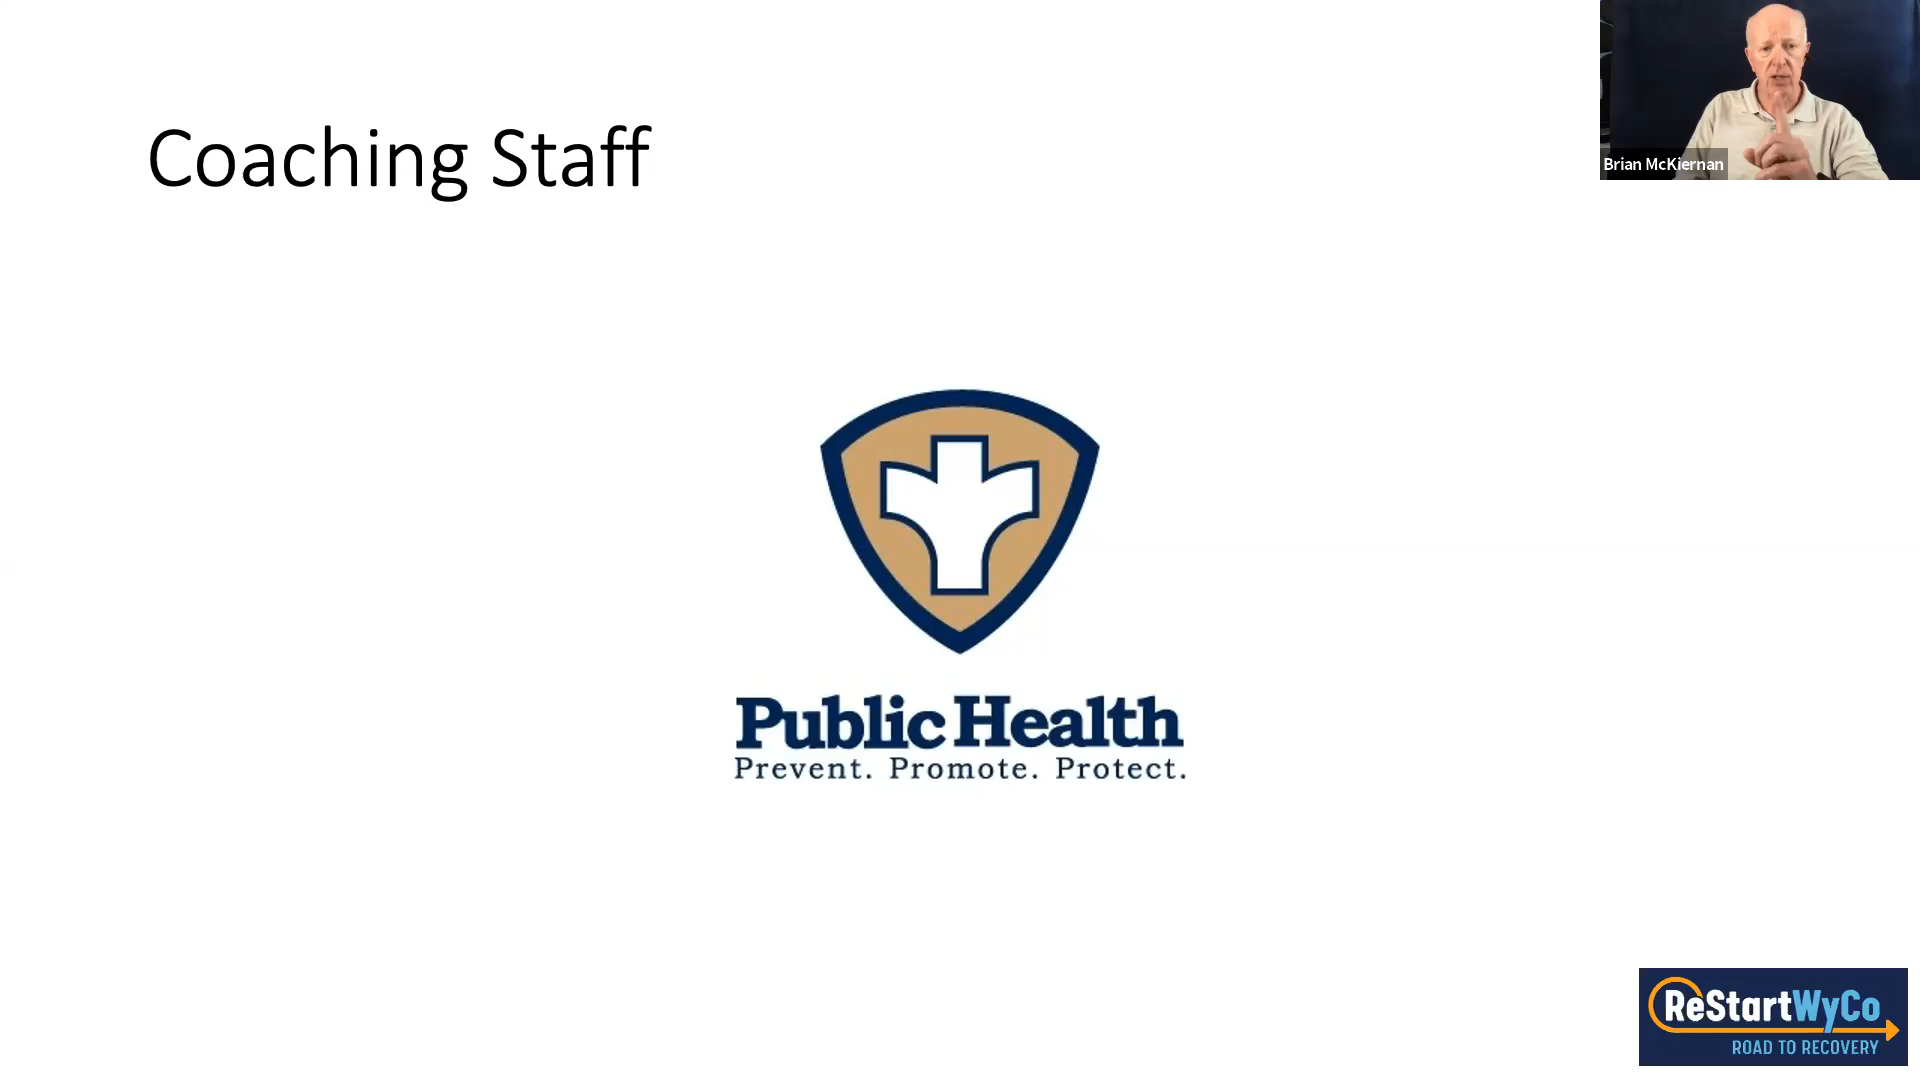 Coaching Staff
Brian McKiernan
Public Health
Prevent. Promote. Protect.
ReStartWyCo
ROAD TO RECOVERY